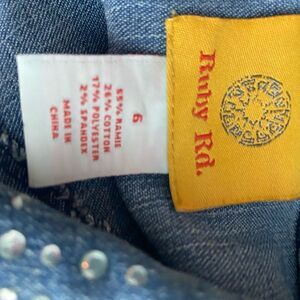 6
55% RAMIE
26% COTTON
17% POLYESTER
2% SPANDEX
MADE IN
CHINA
Ruby Rd.